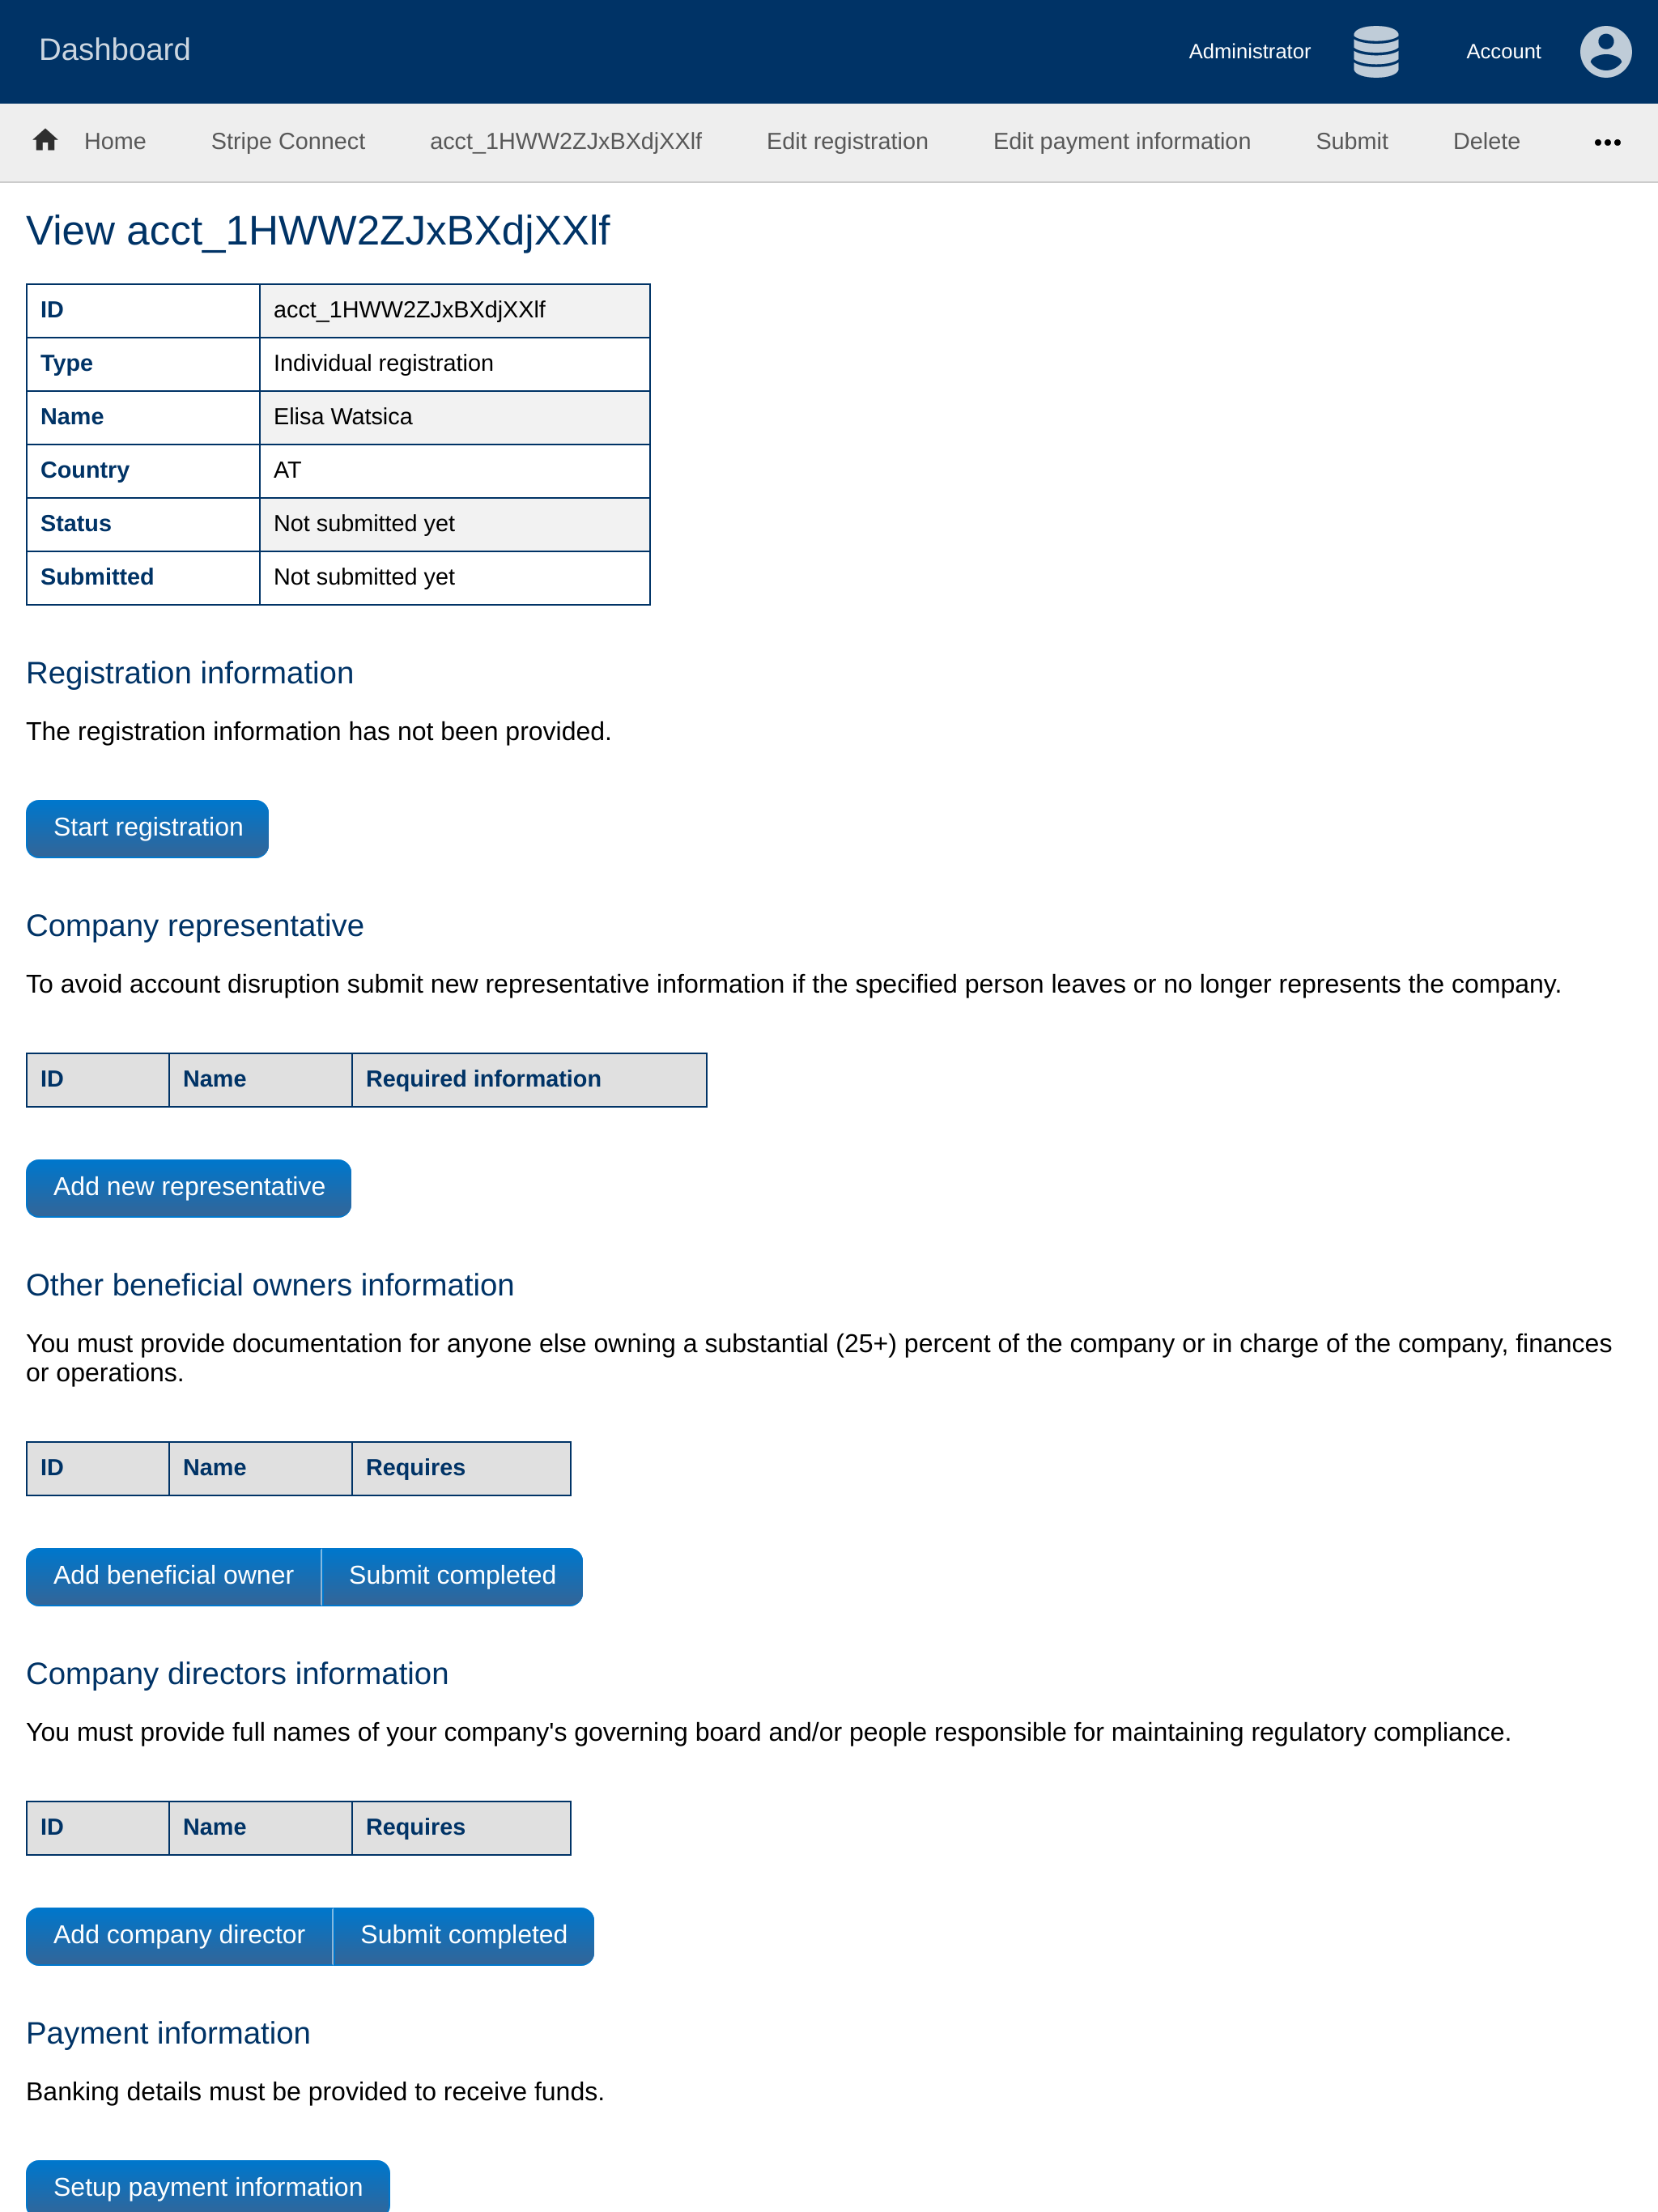 Dashboard
Administrator
Account
Home
Stripe Connect
acct_1HWW2ZJxBXdjXXlf
Edit registration
Edit payment information
Submit
Delete
View acct_1HWW2ZJxBXdjXXlf
ID acct_1HWW2ZJxBXdjXXlf
Type Individual registration
Name Elisa Watsica
Country AT
Status Not submitted yet
Submitted Not submitted yet
Registration information
The registration information has not been provided.
Start registration
Company representative
To avoid account disruption submit new representative information if the specified person leaves or no longer represents the company.
ID Name Required information
Add new representative
Other beneficial owners information
You must provide documentation for anyone else owning a substantial (25+) percent of the company or in charge of the company, finances
or operations.
ID Name Requires
Add beneficial owner Submit completed
Company directors information
You must provide full names of your company's governing board and/or people responsible for maintaining regulatory compliance.
ID Name Requires
Add company director Submit completed
Payment information
Banking details must be provided to receive funds.
Setup payment information